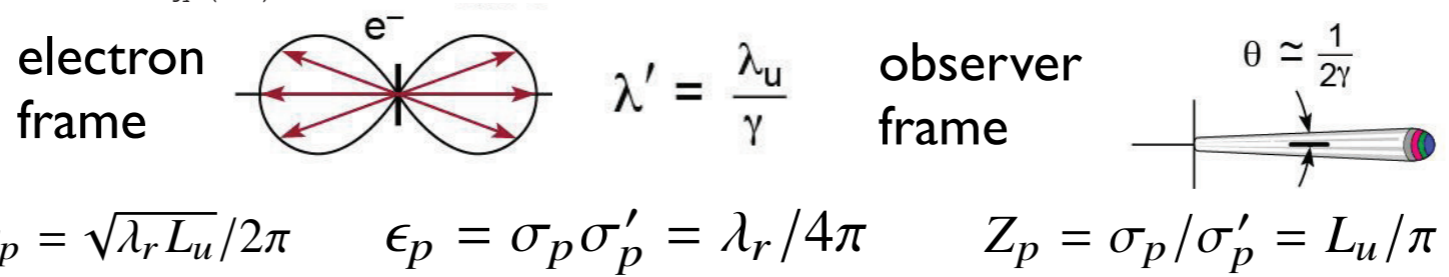 electron
frame
e⁻
λ′ = λᵤ/γ
observer
frame
θ ≃ 1/2γ
ₚ = √(λᵣLᵤ)/2π
ϵₚ = σₚσ′ₚ = λᵣ/4π
Zₚ = σₚ/σ′ₚ = Lᵤ/π